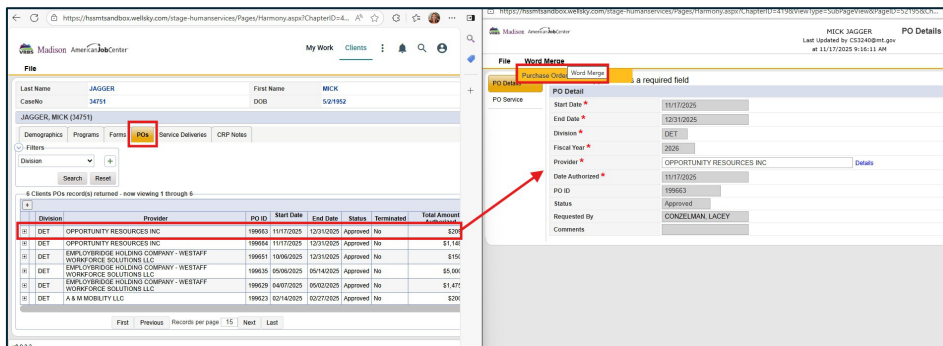 https://hssmtsandbox.wellsky.com/stage-humanservices/Pages/Harmony.aspx?ChapterID=4...
Madison AmericanJobCenter
My Work Clients
File
Last Name JAGGER First Name MICK
CaseNo 34751 DOB 5/2/1952
JAGGER, MICK (34751)
Demographics Programs Forms POs Service Deliveries CRP Notes
Filters
Division
Search Reset
6 Clients POs record(s) returned - now viewing 1 through 6
Division Provider PO ID Start Date End Date Status Terminated Total Amount Authorized
DET OPPORTUNITY RESOURCES INC 199663 11/17/2025 12/31/2025 Approved No $209
DET OPPORTUNITY RESOURCES INC 199664 11/17/2025 12/31/2025 Approved No $1,148
DET EMPLOYBRIDGE HOLDING COMPANY - WESTAFF WORKFORCE SOLUTIONS LLC 199651 10/06/2025 12/31/2025 Approved No $150
DET EMPLOYBRIDGE HOLDING COMPANY - WESTAFF WORKFORCE SOLUTIONS LLC 199635 05/06/2025 05/14/2025 Approved No $5,000
DET EMPLOYBRIDGE HOLDING COMPANY - WESTAFF WORKFORCE SOLUTIONS LLC 199629 04/07/2025 05/02/2025 Approved No $1,475
DET A & M MOBILITY LLC 199623 02/14/2025 02/27/2025 Approved No $200
First Previous Records per page 15 Next Last
https://hssmtsandbox.wellsky.com/stage-humanservices/Pages/Harmony.aspx?ChapterID=419&ViewType=SubPageView&PageID=52195&Ch...
Madison AmericanJobCenter
MICK JAGGER PO Details
Last Updated by CS3240@mt.gov
at 11/17/2025 9:16:11 AM
File Word Merge
Purchase Order Word Merge
s a required field
PO Details
PO Service
PO Detail
Start Date * 11/17/2025
End Date * 12/31/2025
Division * DET
Fiscal Year * 2026
Provider * OPPORTUNITY RESOURCES INC Details
Date Authorized * 11/17/2025
PO ID 199663
Status Approved
Requested By CONZELMAN, LACEY
Comments